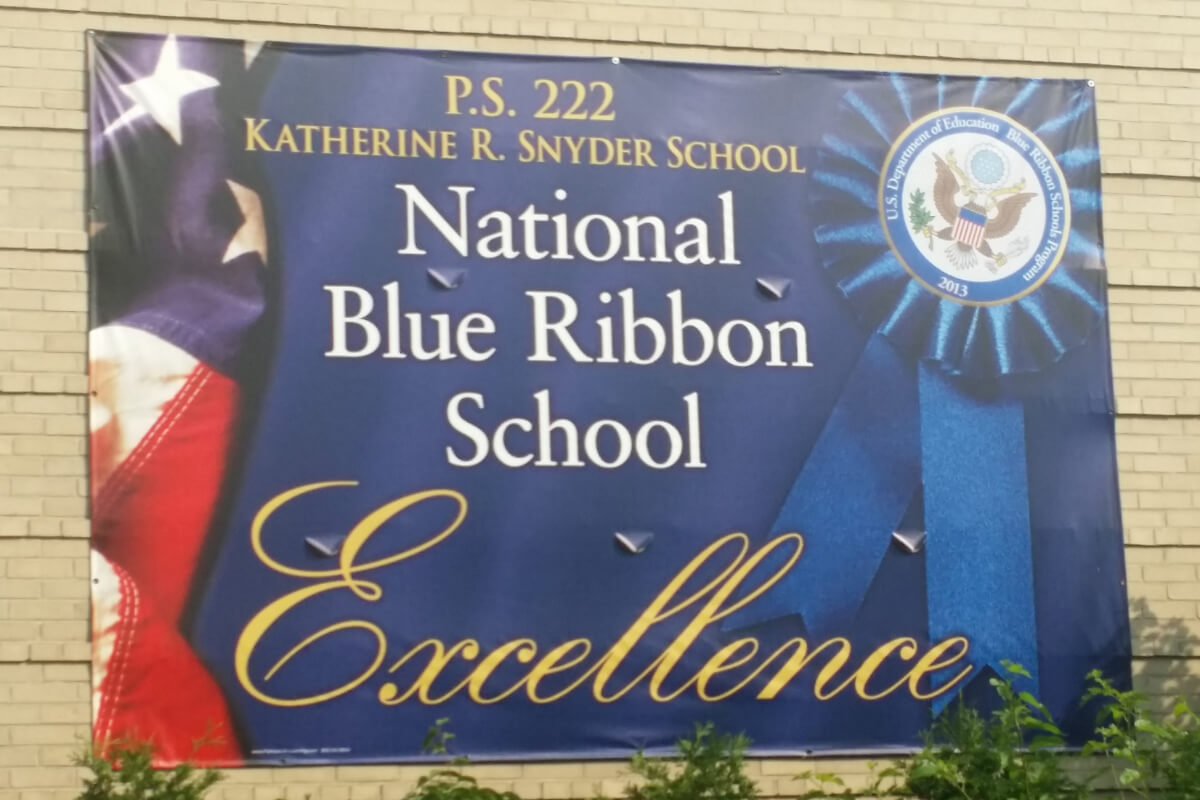 P.S. 222
KATHERINE R. SNYDER SCHOOL
National
Blue Ribbon
School
Excellence
U.S. Department of Education Blue Ribbon Schools Program
2013